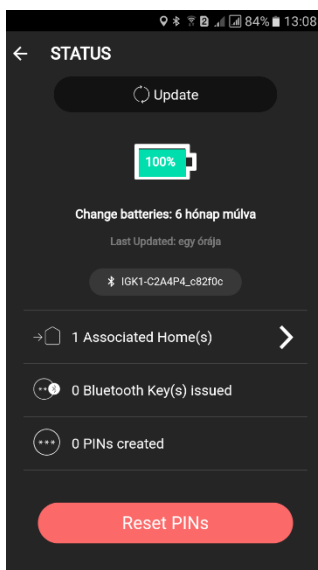 2 84% 13:08
STATUS
Update
100%
Change batteries: 6 hónap múlva
Last Updated: egy órája
IGK1-C2A4P4_c82f0c
1 Associated Home(s)
0 Bluetooth Key(s) issued
0 PINs created
Reset PINs